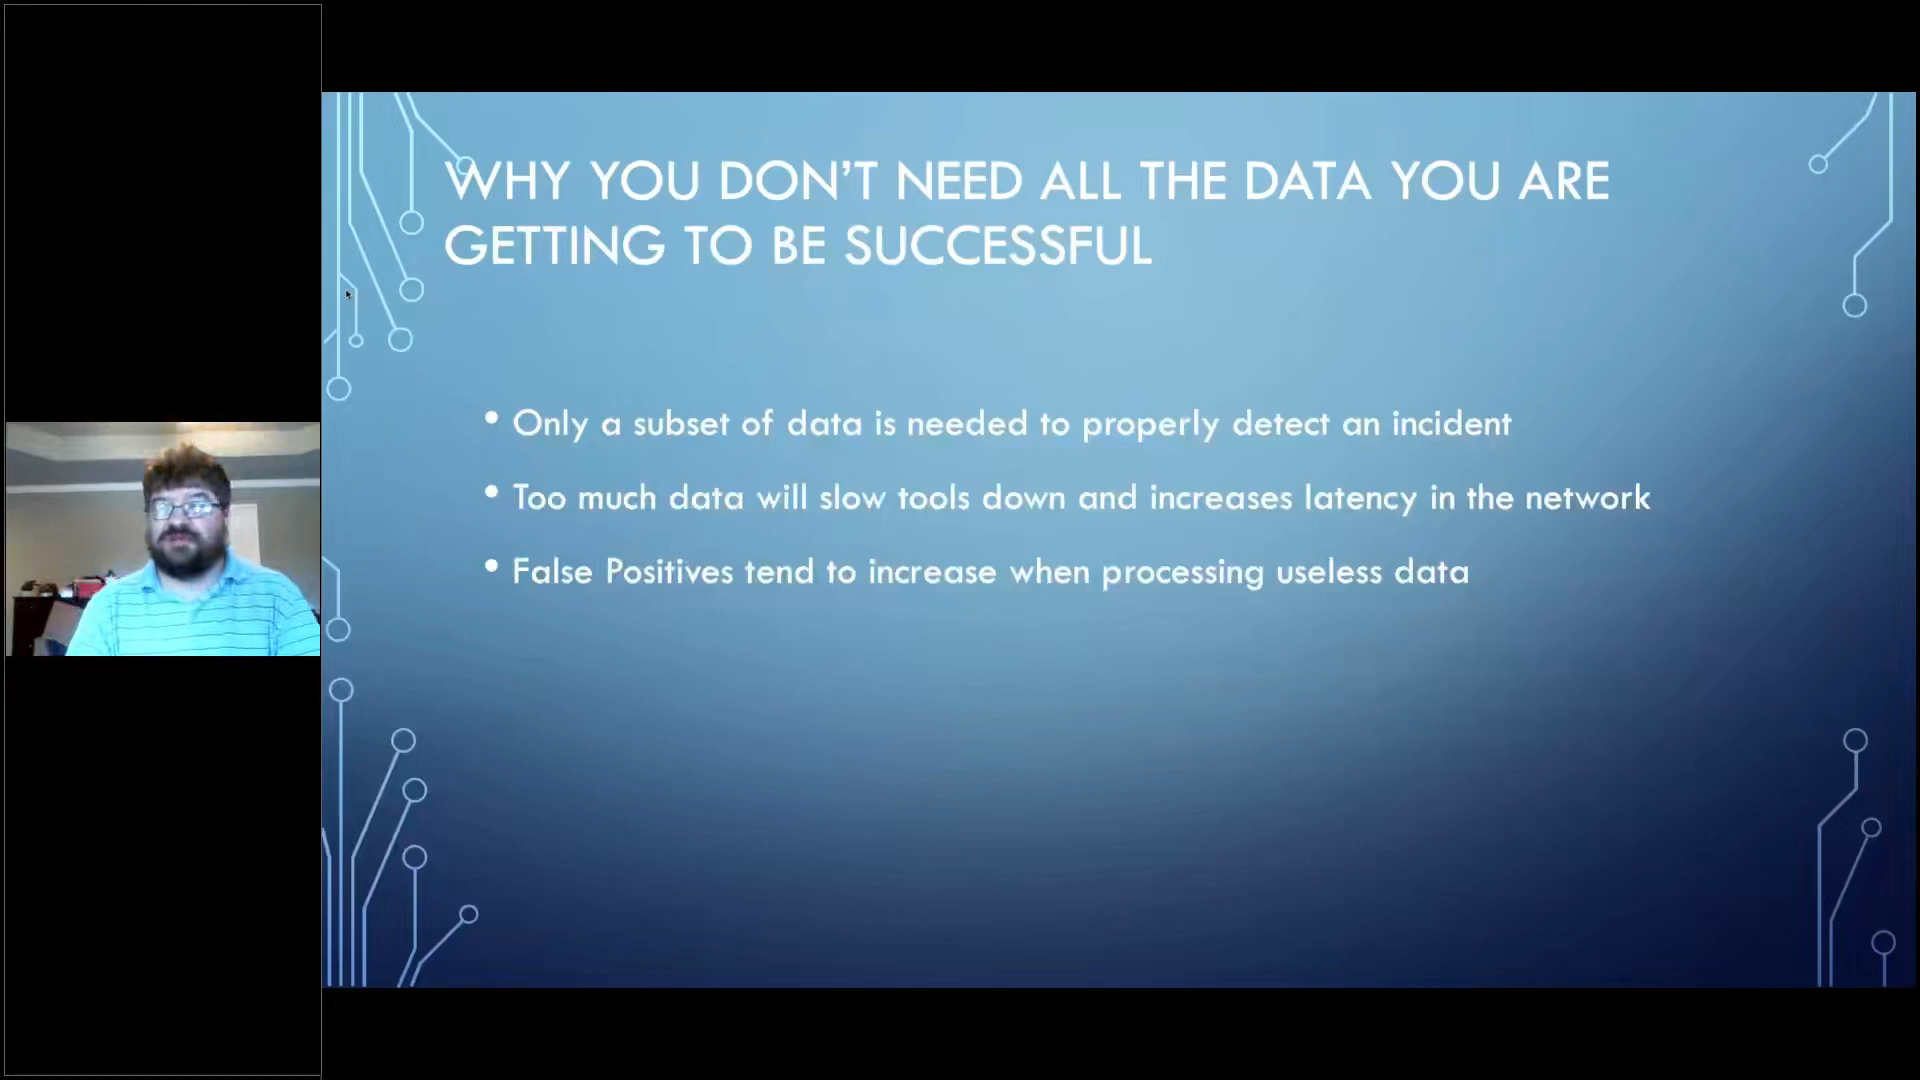 WHY YOU DON’T NEED ALL THE DATA YOU ARE
GETTING TO BE SUCCESSFUL
• Only a subset of data is needed to properly detect an incident
• Too much data will slow tools down and increases latency in the network
• False Positives tend to increase when processing useless data